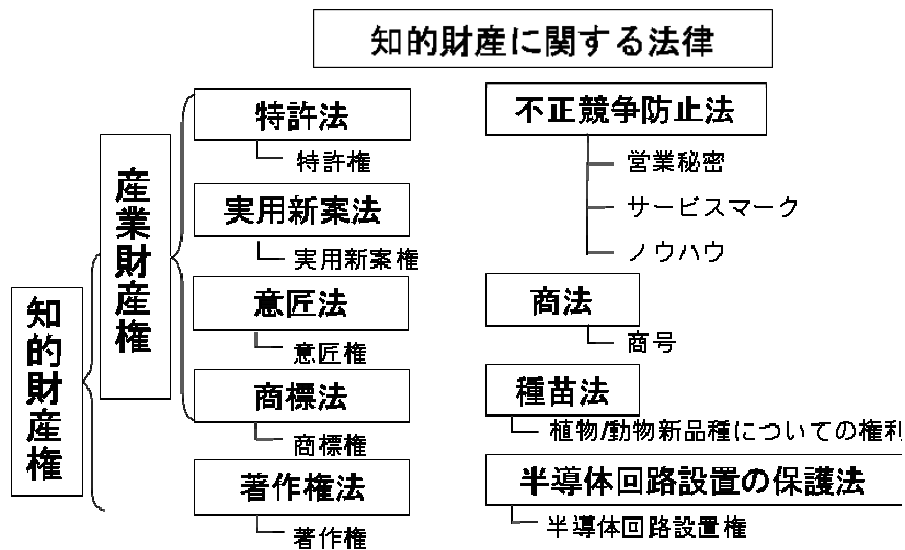 知的財産に関する法律
知的財産権
産業財産権
特許法
特許権
実用新案法
実用新案権
意匠法
意匠権
商標法
商標権
著作権法
著作権
不正競争防止法
営業秘密
サービスマーク
ノウハウ
商法
商号
種苗法
植物/動物新品種についての権利
半導体回路設置の保護法
半導体回路設置権